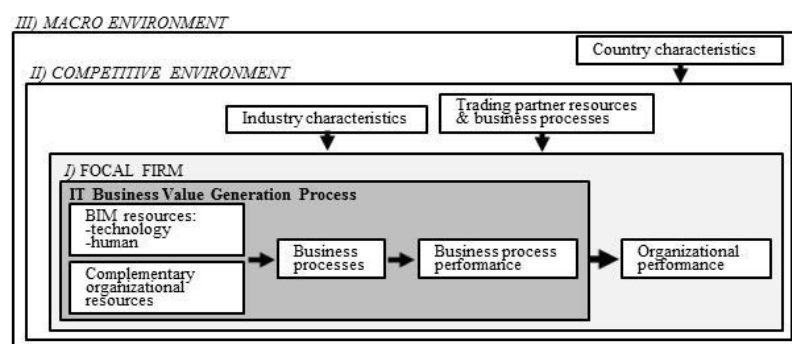 III) MACRO ENVIRONMENT
Country characteristics
II) COMPETITIVE ENVIRONMENT
Industry characteristics
Trading partner resources
& business processes
I) FOCAL FIRM
IT Business Value Generation Process
BIM resources:
-technology
-human
Complementary
organizational
resources
Business
processes
Business process
performance
Organizational
performance